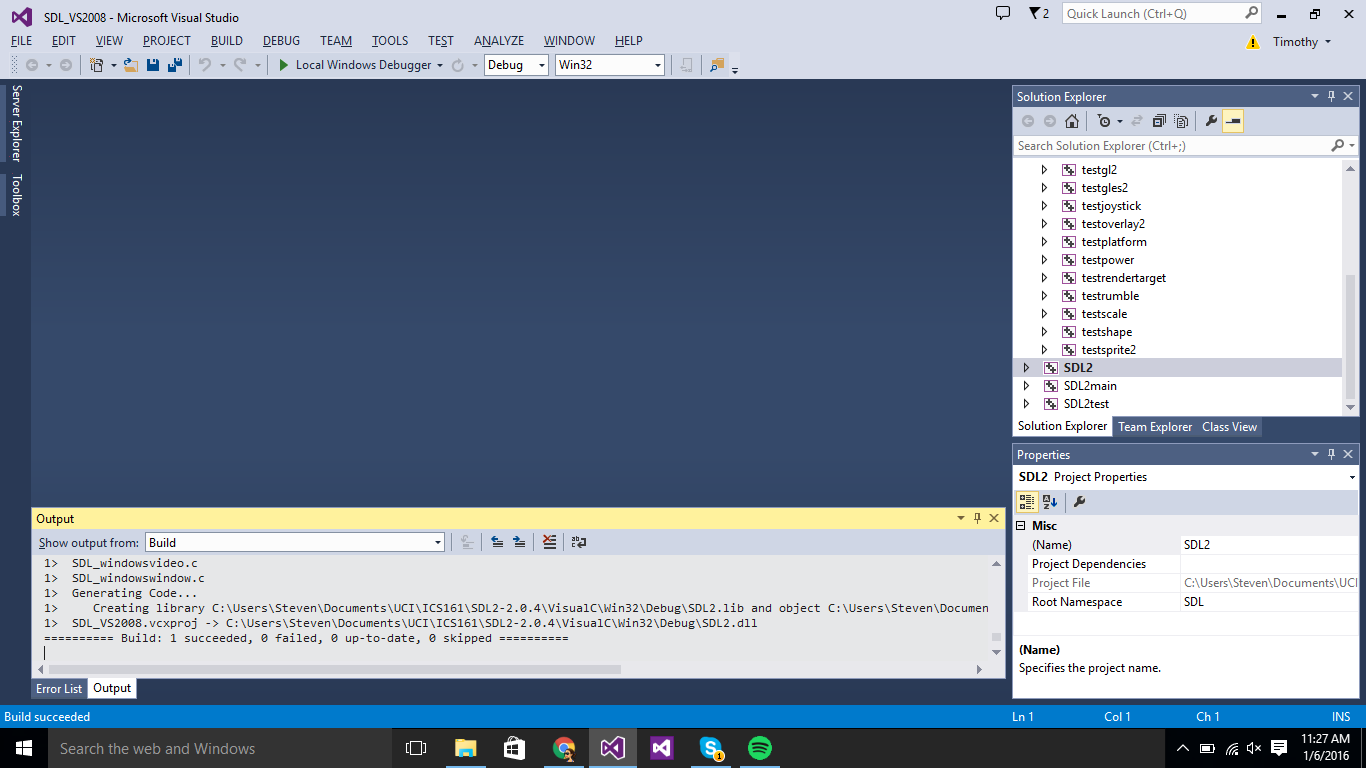 SDL_VS2008 - Microsoft Visual Studio
2
Quick Launch (Ctrl+Q)
FILE EDIT VIEW PROJECT BUILD DEBUG TEAM TOOLS TEST ANALYZE WINDOW HELP
Timothy
Local Windows Debugger
Debug
Win32
Server Explorer
Toolbox
Solution Explorer
Search Solution Explorer (Ctrl+;)
testgl2
testgles2
testjoystick
testoverlay2
testplatform
testpower
testrendertarget
testrumble
testscale
testshape
testsprite2
SDL2
SDL2main
SDL2test
Solution Explorer Team Explorer Class View
Properties
SDL2 Project Properties
Misc
(Name) SDL2
Project Dependencies
Project File C:\Users\Steven\Documents\UCI
Root Namespace SDL
(Name)
Specifies the project name.
Output
Show output from: Build
1> SDL_windowsvideo.c
1> SDL_windowswindow.c
1> Generating Code...
1> Creating library C:\Users\Steven\Documents\UCI\ICS161\SDL2-2.0.4\VisualC\Win32\Debug\SDL2.lib and object C:\Users\Steven\Documen
1> SDL_VS2008.vcxproj -> C:\Users\Steven\Documents\UCI\ICS161\SDL2-2.0.4\VisualC\Win32\Debug\SDL2.dll
========== Build: 1 succeeded, 0 failed, 0 up-to-date, 0 skipped ==========
Error List Output
Build succeeded
Ln 1 Col 1 Ch 1 INS
Search the web and Windows
1
11:27 AM
1/6/2016